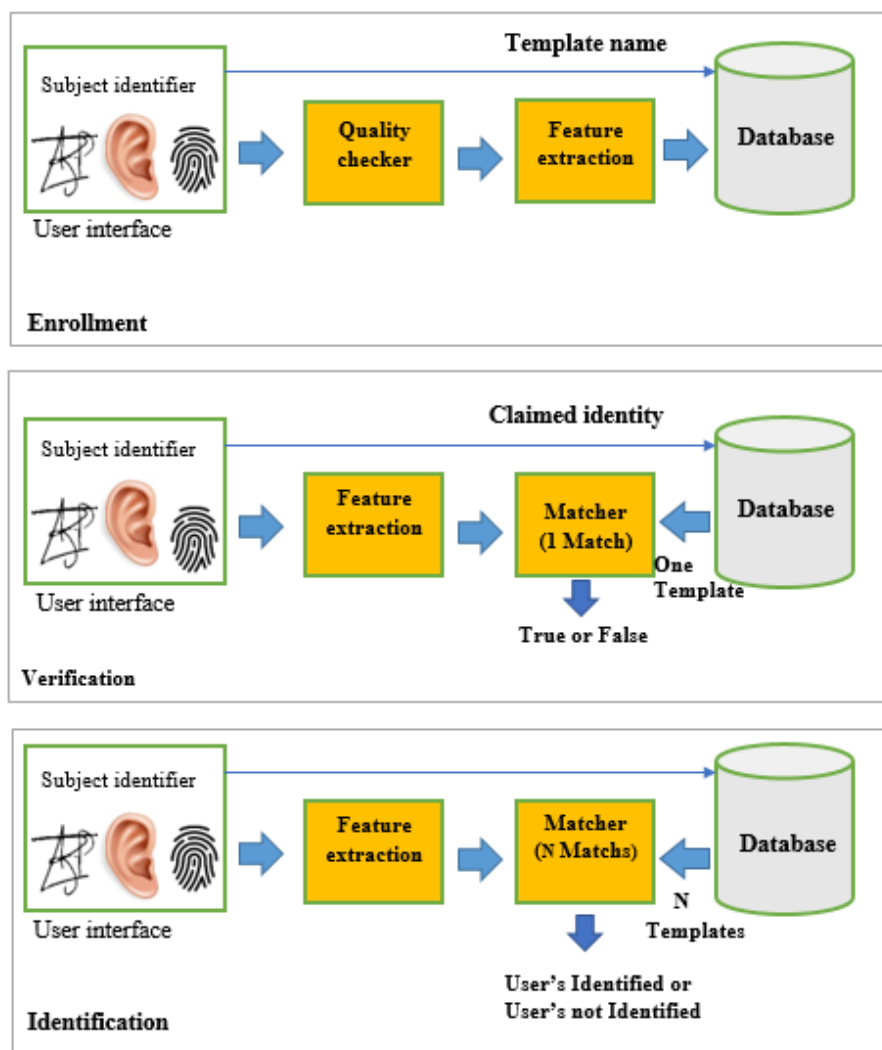 Template name
Subject identifier
Quality
checker
Feature
extraction
Database
User interface
Enrollment
Claimed identity
Subject identifier
Feature
extraction
Matcher
(1 Match)
Database
One
Template
User interface
True or False
Verification
Subject identifier
Feature
extraction
Matcher
(N Matchs)
Database
N
Templates
User interface
User's Identified or
User's not Identified
Identification